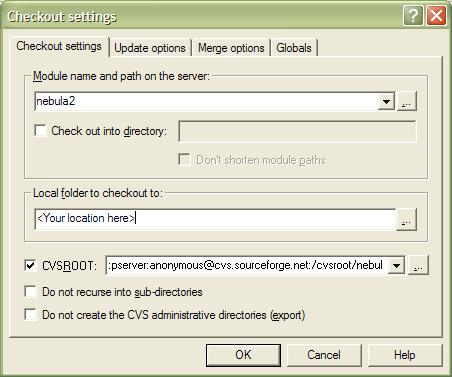 Checkout settings
Checkout settings Update options Merge options Globals
Module name and path on the server:
nebula2
...
Check out into directory:
Don't shorten module paths
Local folder to checkout to:
<Your location here>
...
CVSROOT: :pserver:anonymous@cvs.sourceforge.net:/cvsroot/nebul
...
Do not recurse into sub-directories
Do not create the CVS administrative directories (export)
OK Cancel Help